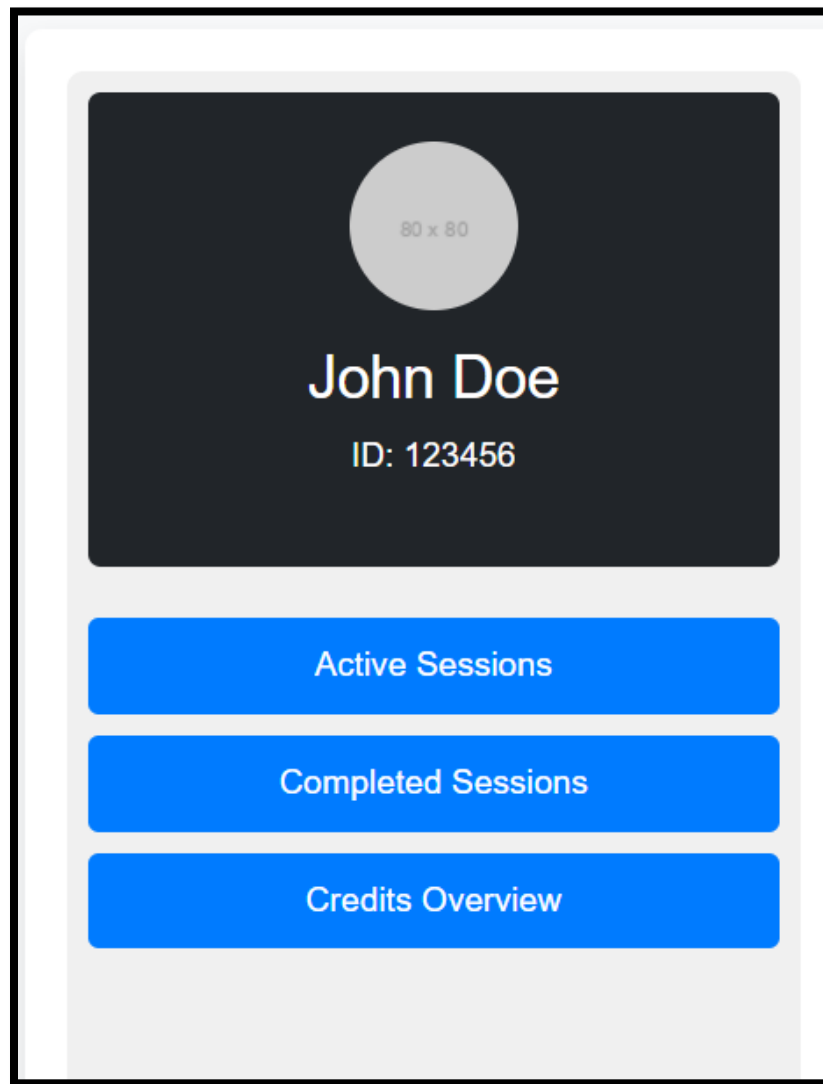 80 x 80
John Doe
ID: 123456
Active Sessions
Completed Sessions
Credits Overview